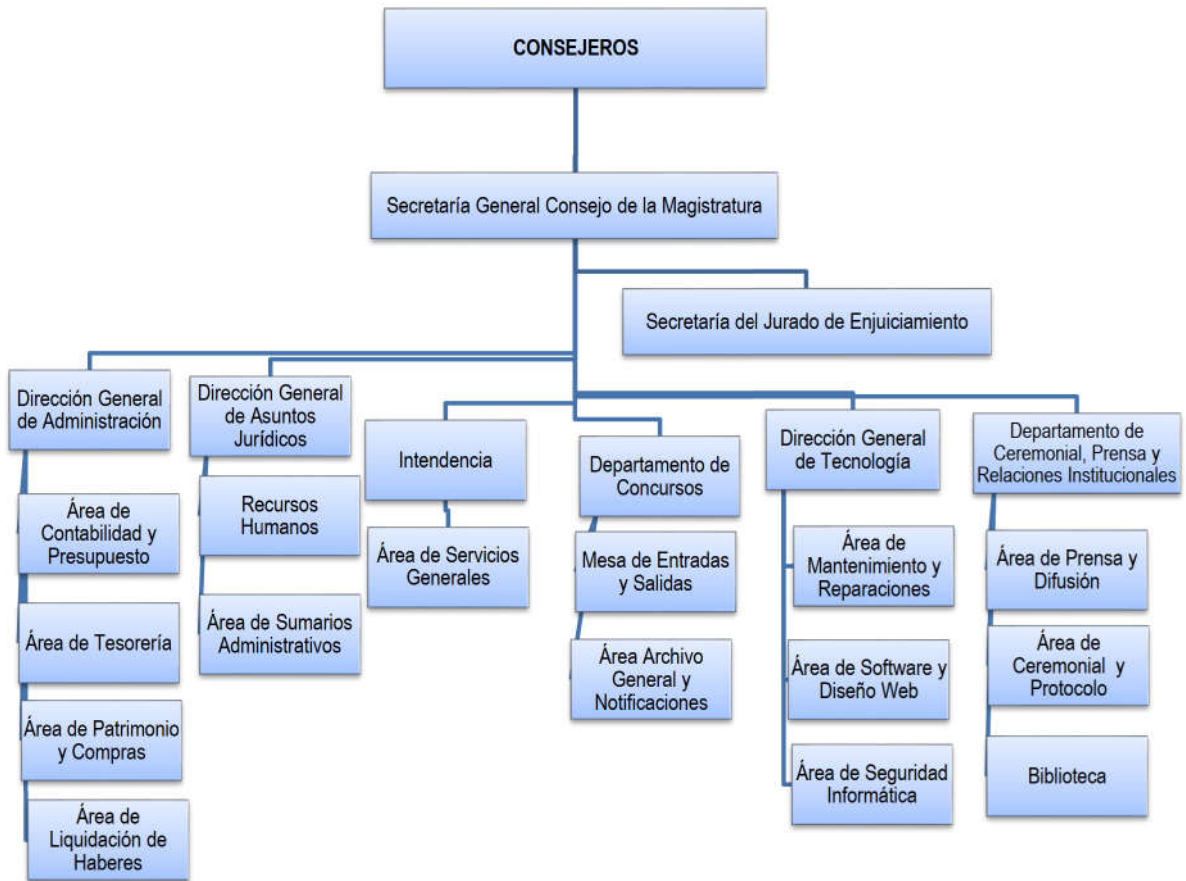 CONSEJEROS
Secretaría General Consejo de la Magistratura
Secretaría del Jurado de Enjuiciamiento
Dirección General
de Administración
Área de
Contabilidad y
Presupuesto
Área de Tesorería
Área de Patrimonio
y Compras
Área de
Liquidación de
Haberes
Dirección General
de Asuntos
Jurídicos
Recursos
Humanos
Área de Sumarios
Administrativos
Intendencia
Área de Servicios
Generales
Departamento de
Concursos
Mesa de Entradas
y Salidas
Área Archivo
General y
Notificaciones
Dirección General
de Tecnología
Área de
Mantenimiento y
Reparaciones
Área de Software y
Diseño Web
Área de Seguridad
Informática
Departamento de
Ceremonial, Prensa y
Relaciones Institucionales
Área de Prensa y
Difusión
Área de
Ceremonial y
Protocolo
Biblioteca